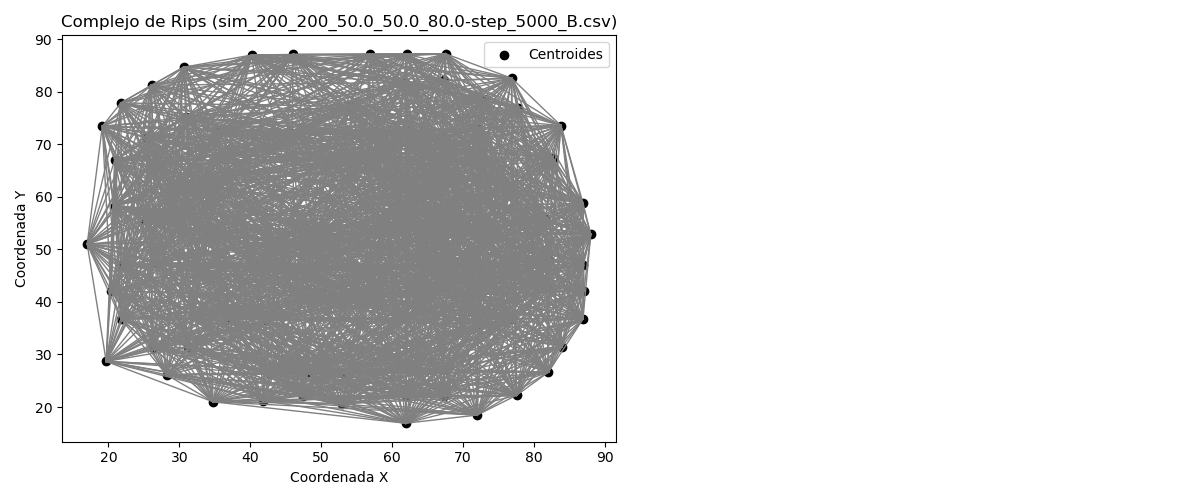 Complejo de Rips (sim_200_200_50.0_50.0_80.0-step_5000_B.csv)
90
80
70
60
50
40
30
20
Coordenada Y
Centroides
20 30 40 50 60 70 80 90
Coordenada X